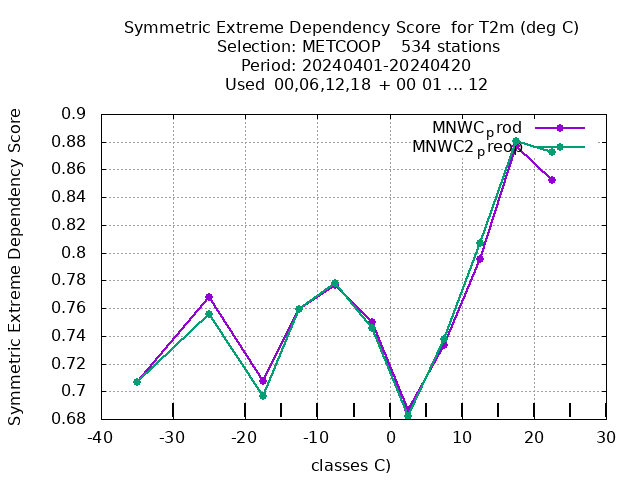 Symmetric Extreme Dependency Score  for T2m (deg C)
Selection: METCOOP    534 stations
Period: 20240401-20240420
Used  00,06,12,18  + 00 01 ... 12
Symmetric Extreme Dependency Score
0.9
0.88
0.86
0.84
0.82
0.8
0.78
0.76
0.74
0.72
0.7
0.68
MNWC_prod
MNWC2_preop
-40 -30 -20 -10 0 10 20 30
classes C)